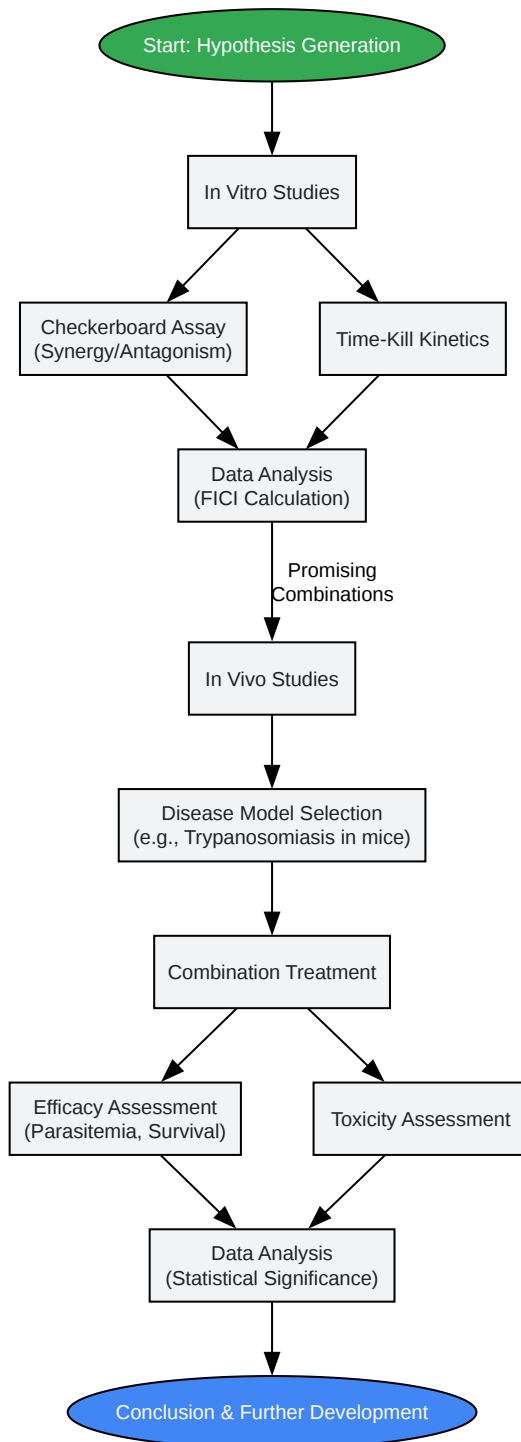 Start: Hypothesis Generation
In Vitro Studies
Checkerboard Assay
(Synergy/Antagonism)
Time-Kill Kinetics
Data Analysis
(FICI Calculation)
Promising
Combinations
In Vivo Studies
Disease Model Selection
(e.g., Trypanosomiasis in mice)
Combination Treatment
Efficacy Assessment
(Parasitemia, Survival)
Toxicity Assessment
Data Analysis
(Statistical Significance)
Conclusion & Further Development